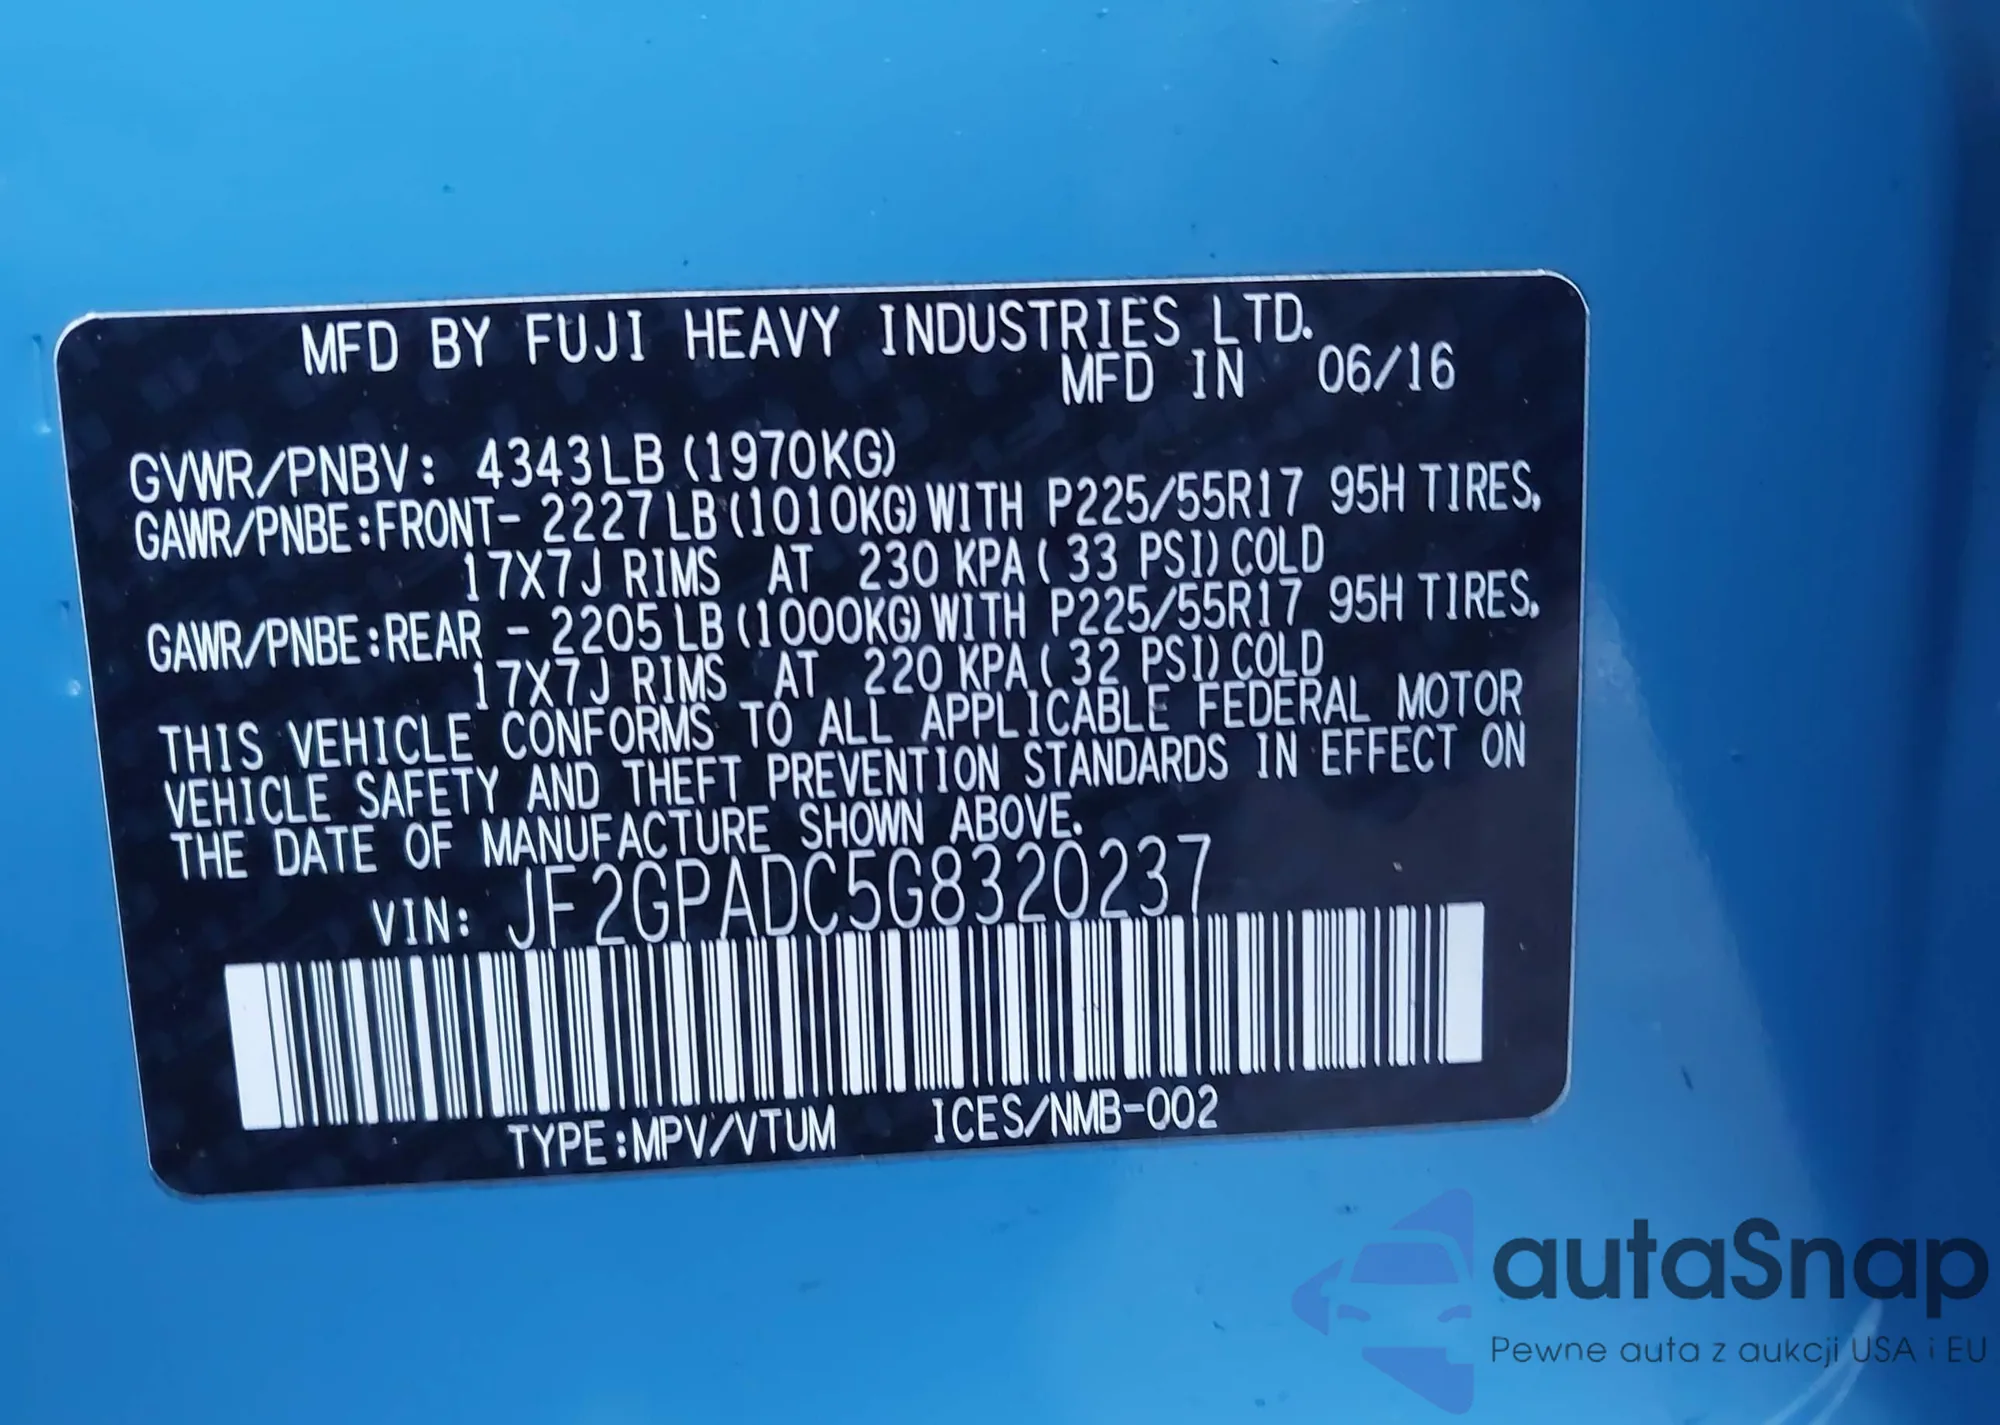 MFD BY FUJI HEAVY INDUSTRIES LTD.
MFD IN 06/16
GVWR/PNBV: 4343LB (1970KG)
GAWR/PNBE:FRONT- 2227LB(1010KG)WITH P225/55R17 95H TIRES,
17X7J RIMS AT 230 KPA( 33 PSI)COLD
GAWR/PNBE:REAR - 2205LB(1000KG)WITH P225/55R17 95H TIRES,
17X7J RIMS AT 220 KPA( 32 PSI)COLD
THIS VEHICLE CONFORMS TO ALL APPLICABLE FEDERAL MOTOR
VEHICLE SAFETY AND THEFT PREVENTION STANDARDS IN EFFECT ON
THE DATE OF MANUFACTURE SHOWN ABOVE.
VIN: JF2GPADC5G8320237
TYPE:MPV/VTUM ICES/NMB-002
autaSnap
Pewne auta z aukcji USA i EU